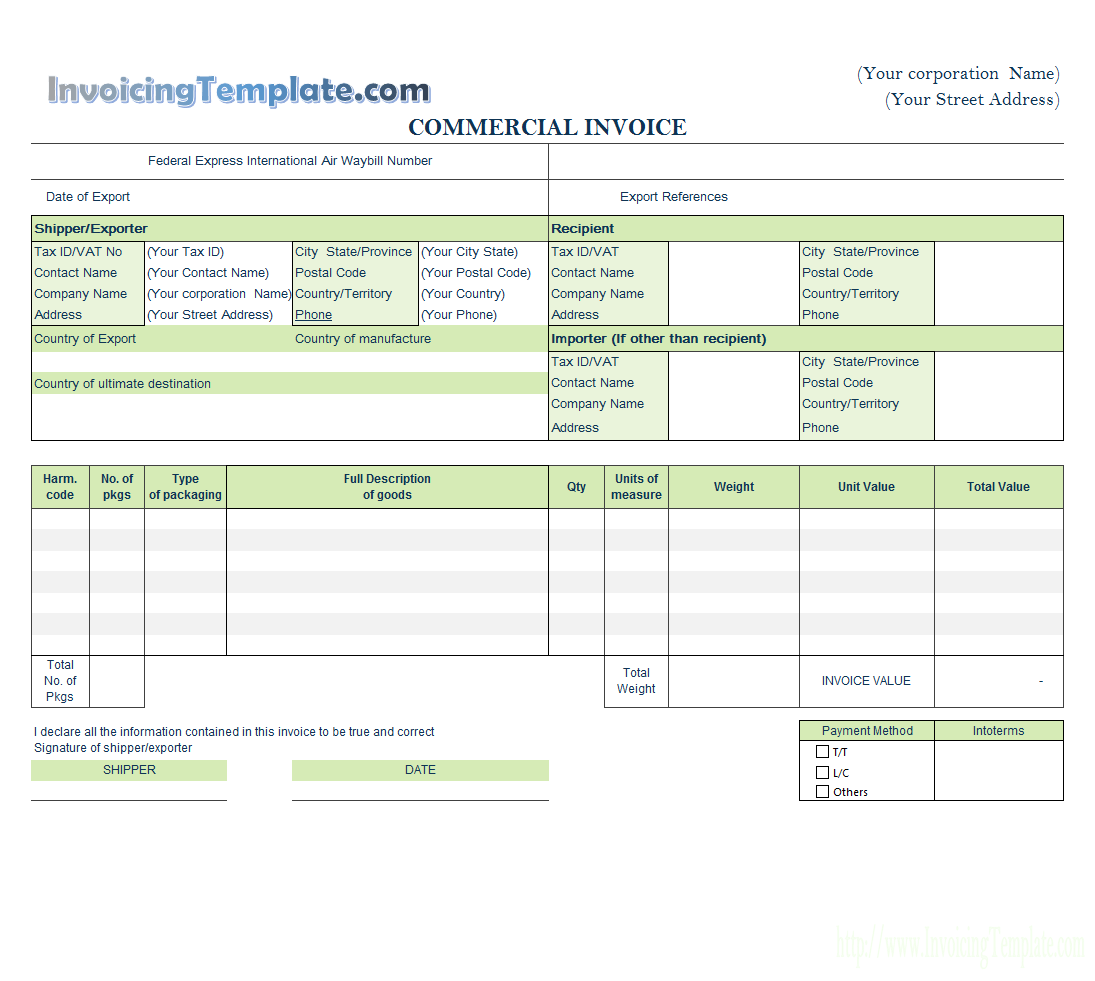 InvoicingTemplate.com
(Your corporation  Name)
(Your Street Address)
COMMERCIAL INVOICE
Federal Express International Air Waybill Number
Date of Export
Export References
Shipper/Exporter
Recipient
Tax ID/VAT No (Your Tax ID) City  State/Province (Your City State) Tax ID/VAT City  State/Province
Contact Name (Your Contact Name) Postal Code (Your Postal Code) Contact Name Postal Code
Company Name (Your corporation  Name) Country/Territory (Your Country) Company Name Country/Territory
Address (Your Street Address) Phone (Your Phone) Address Phone
Country of Export Country of manufacture Importer (If other than recipient)
Tax ID/VAT City  State/Province
Country of ultimate destination Contact Name Postal Code
Company Name Country/Territory
Address Phone
Harm. code
No. of pkgs
Type of packaging
Full Description of goods
Qty
Units of measure
Weight
Unit Value
Total Value
Total No. of Pkgs
Total Weight
INVOICE VALUE
-
I declare all the information contained in this invoice to be true and correct
Signature of shipper/exporter
SHIPPER
DATE
Payment Method
Intoterms
T/T
L/C
Others
http://www.InvoicingTemplate.com